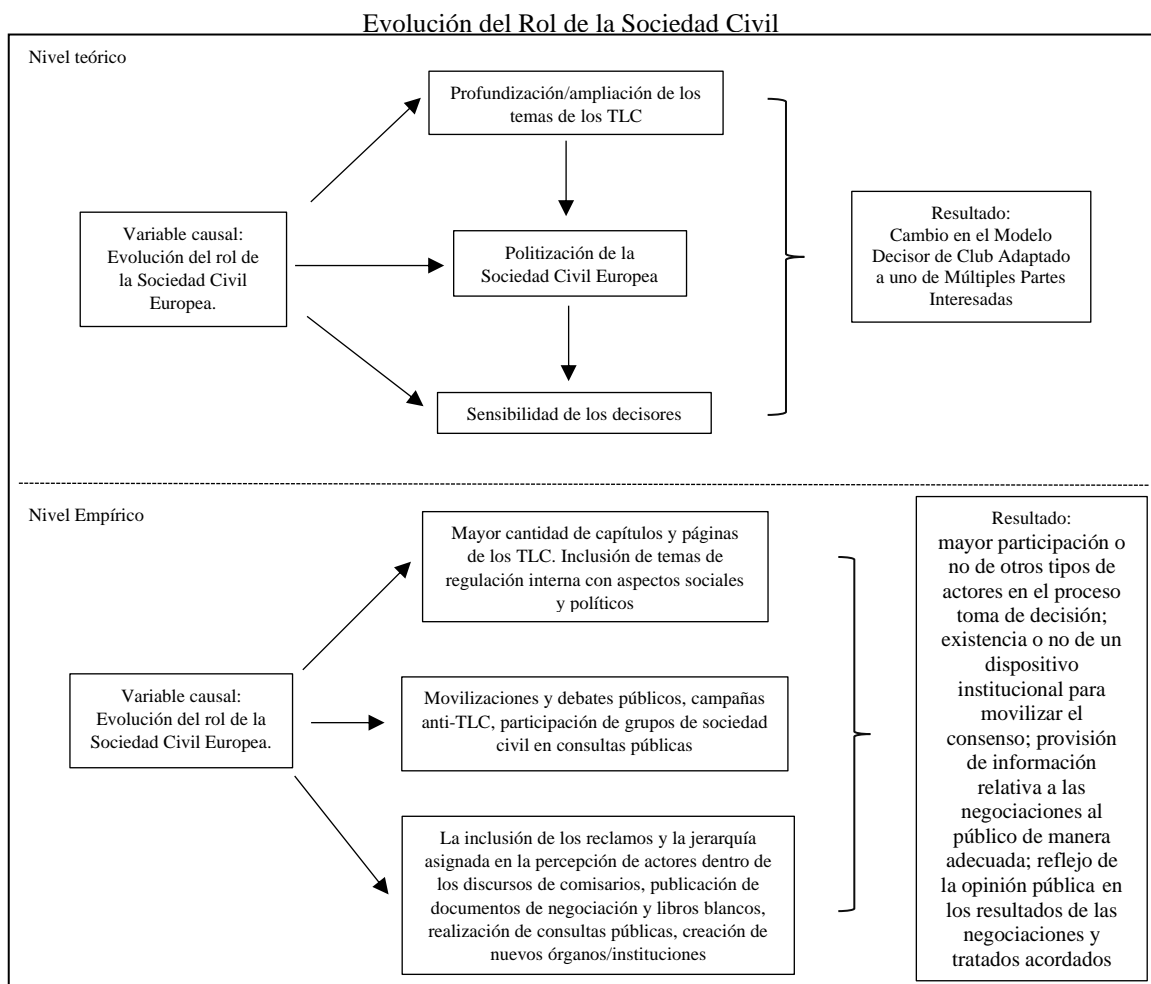 Evolución del Rol de la Sociedad Civil
Nivel teórico
Profundización/ampliación de los
temas de los TLC
Variable causal:
Evolución del rol de
la Sociedad Civil
Europea.
Politización de la
Sociedad Civil Europea
Sensibilidad de los decisores
Resultado:
Cambio en el Modelo
Decisor de Club Adaptado
a uno de Múltiples Partes
Interesadas
Nivel Empírico
Mayor cantidad de capítulos y páginas
de los TLC. Inclusión de temas de
regulación interna con aspectos sociales
y políticos
Variable causal:
Evolución del rol de la
Sociedad Civil Europea.
Movilizaciones y debates públicos, campañas
anti-TLC, participación de grupos de sociedad
civil en consultas públicas
La inclusión de los reclamos y la jerarquía
asignada en la percepción de actores dentro de
los discursos de comisarios, publicación de
documentos de negociación y libros blancos,
realización de consultas públicas, creación de
nuevos órganos/instituciones
Resultado:
mayor participación o
no de otros tipos de
actores en el proceso
toma de decisión;
existencia o no de un
dispositivo
institucional para
movilizar el
consenso; provisión
de información
relativa a las
negociaciones al
público de manera
adecuada; reflejo de
la opinión pública en
los resultados de las
negociaciones y
tratados acordados